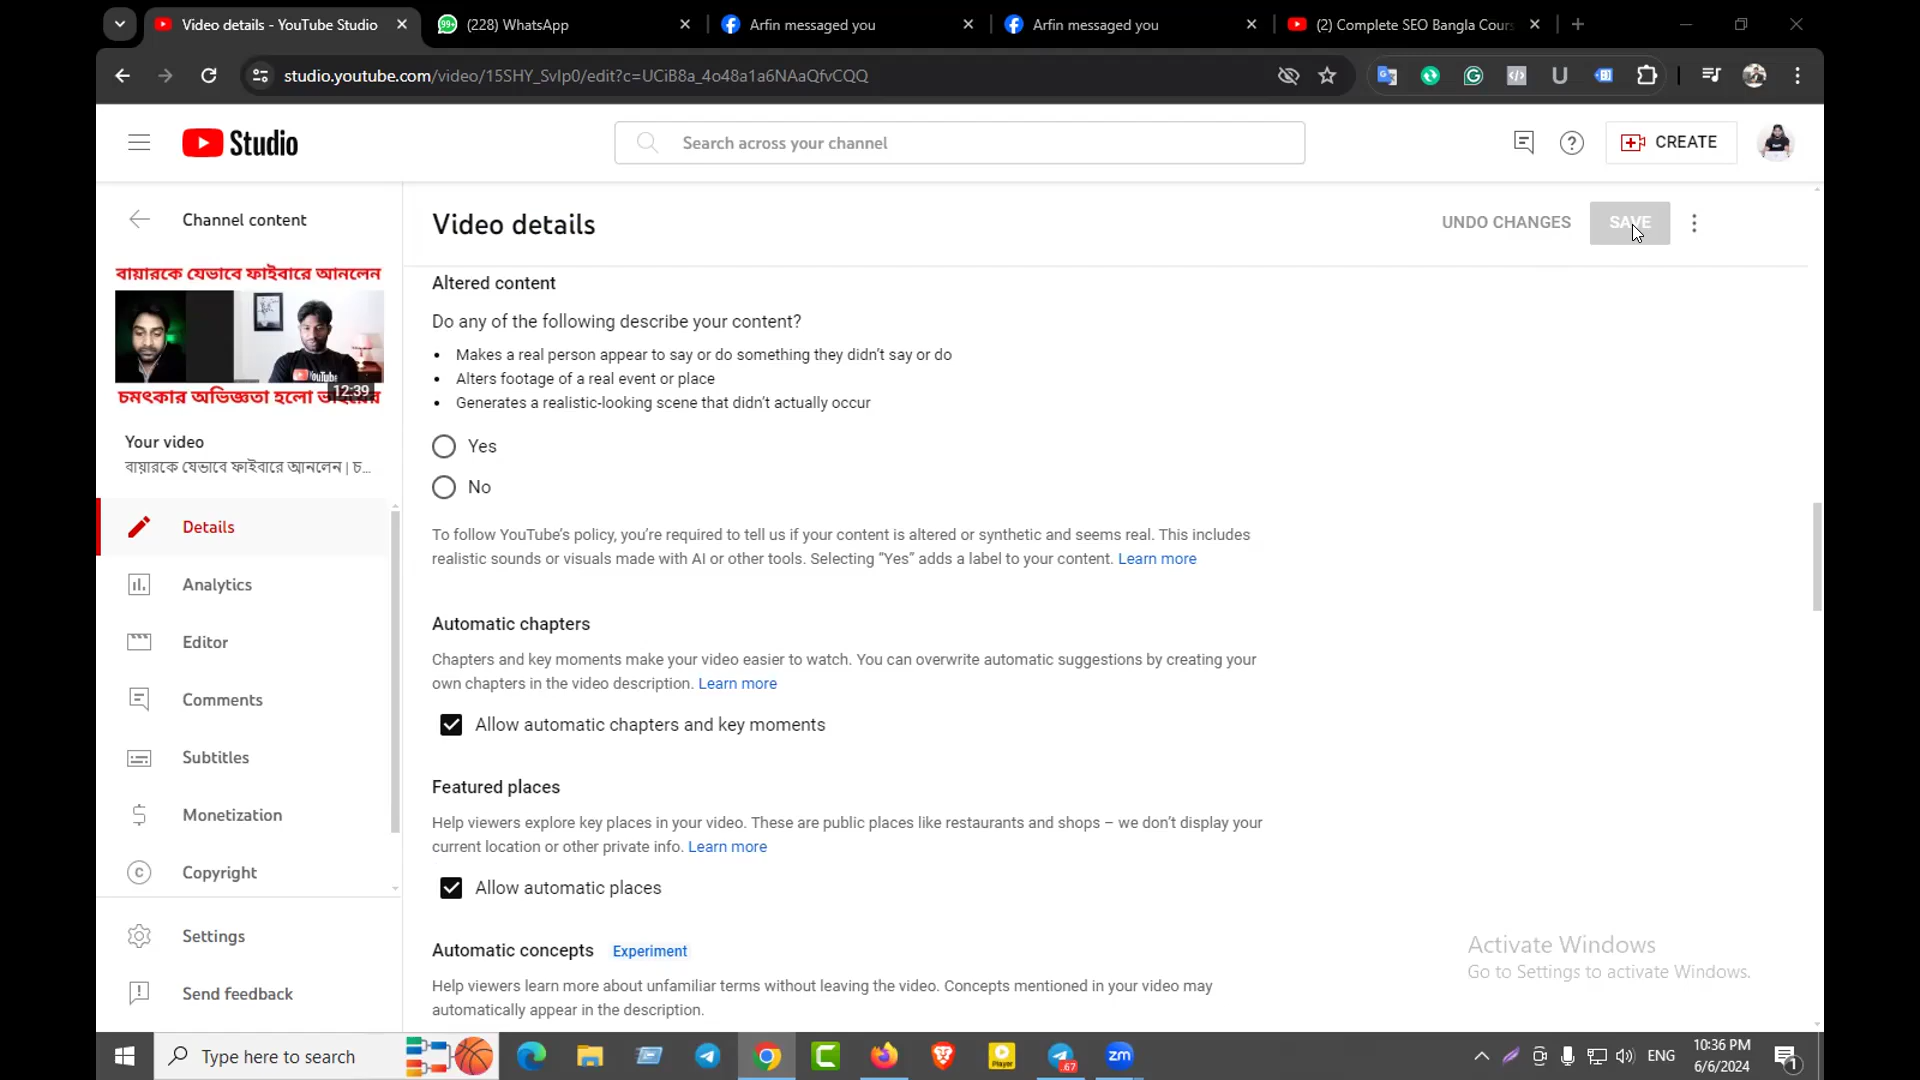 Video details - YouTube Studio
(228) WhatsApp
Arfin messaged you
Arfin messaged you
(2) Complete SEO Bangla Cours
studio.youtube.com/video/15SHY_SvIp0/edit?c=UCiB8a_4o48a1a6NAaQfvCQQ
Studio
Search across your channel
CREATE
Channel content
Video details
UNDO CHANGES
SAVE
বায়ারকে যেভাবে ফাইবারে আনলেন
YouTube
12:39
চমৎকার অভিজ্ঞতা হলো
Your video
বায়ারকে যেভাবে ফাইবারে আনলেন | চ...
Details
Analytics
Editor
Comments
Subtitles
Monetization
Copyright
Settings
Send feedback
Altered content
Do any of the following describe your content?
• Makes a real person appear to say or do something they didn't say or do
• Alters footage of a real event or place
• Generates a realistic-looking scene that didn't actually occur
Yes
No
To follow YouTube's policy, you're required to tell us if your content is altered or synthetic and seems real. This includes
realistic sounds or visuals made with AI or other tools. Selecting "Yes" adds a label to your content. Learn more
Automatic chapters
Chapters and key moments make your video easier to watch. You can overwrite automatic suggestions by creating your
own chapters in the video description. Learn more
Allow automatic chapters and key moments
Featured places
Help viewers explore key places in your video. These are public places like restaurants and shops – we don't display your
current location or other private info. Learn more
Allow automatic places
Automatic concepts Experiment
Help viewers learn more about unfamiliar terms without leaving the video. Concepts mentioned in your video may
automatically appear in the description.
Activate Windows
Go to Settings to activate Windows.
Type here to search
Player
67
zm
ENG
10:36 PM
6/6/2024
1